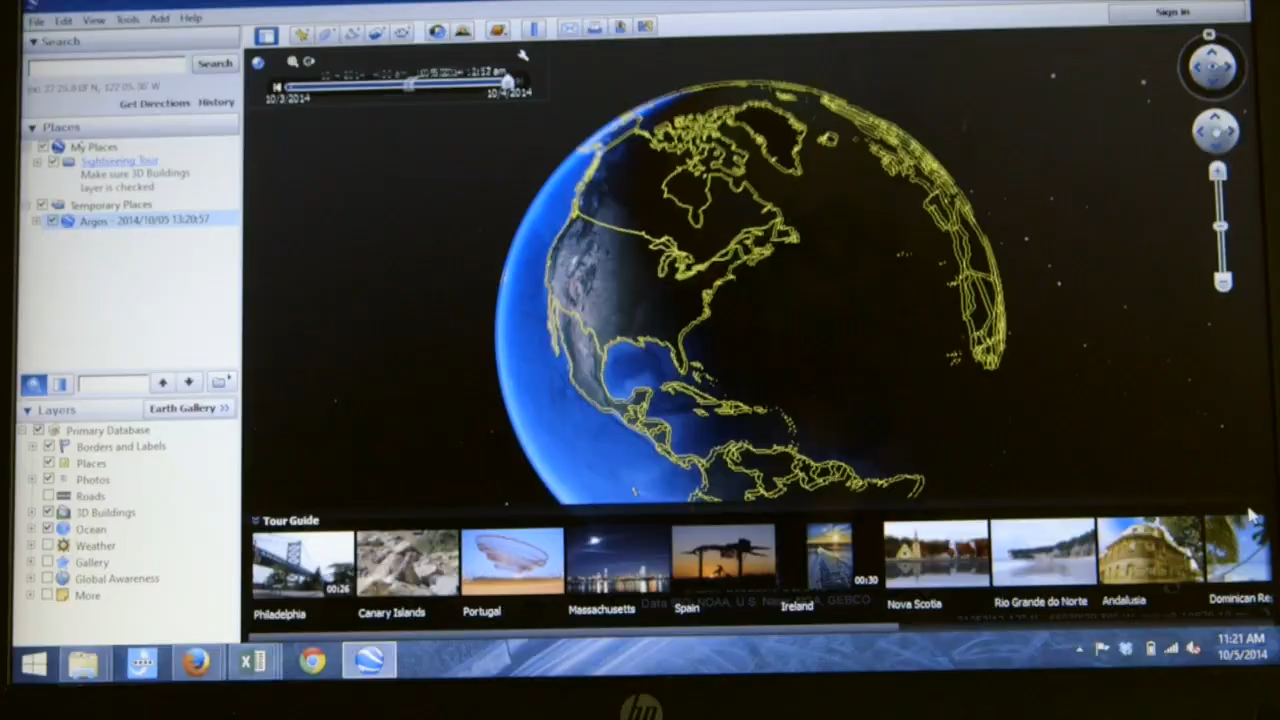 File Edit View Tools Add Help
Sign in
Search
Search
Get Directions History
10/3/2014
10/4/2014
Places
My Places
Sightseeing Tour
Make sure 3D Buildings
layer is checked
Temporary Places
Argos - 2014/10/05 13:20:57
Layers
Earth Gallery >>
Primary Database
Borders and Labels
Places
Photos
Roads
3D Buildings
Ocean
Weather
Gallery
Global Awareness
More
Tour Guide
00:26
00:30
Philadelphia
Canary Islands
Portugal
Massachusetts
Spain
Ireland
Nova Scotia
Rio Grande do Norte
Andalusia
Dominican Re
11:21 AM
10/5/2014
hp